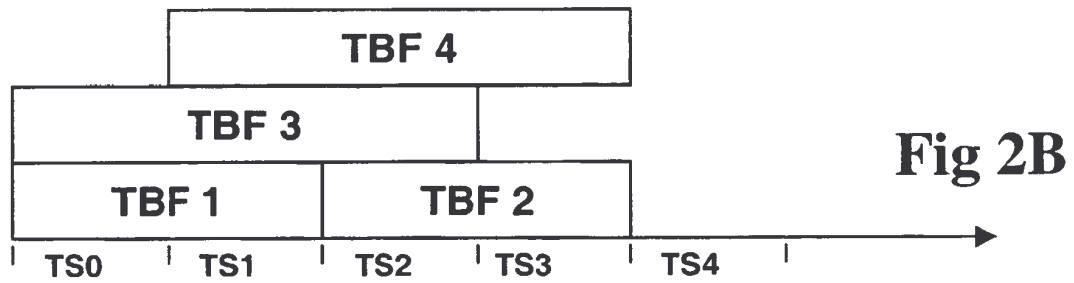 TBF 4
TBF 3
Fig 2B
TBF 1 TBF 2
TS0 TS1 TS2 TS3 TS4